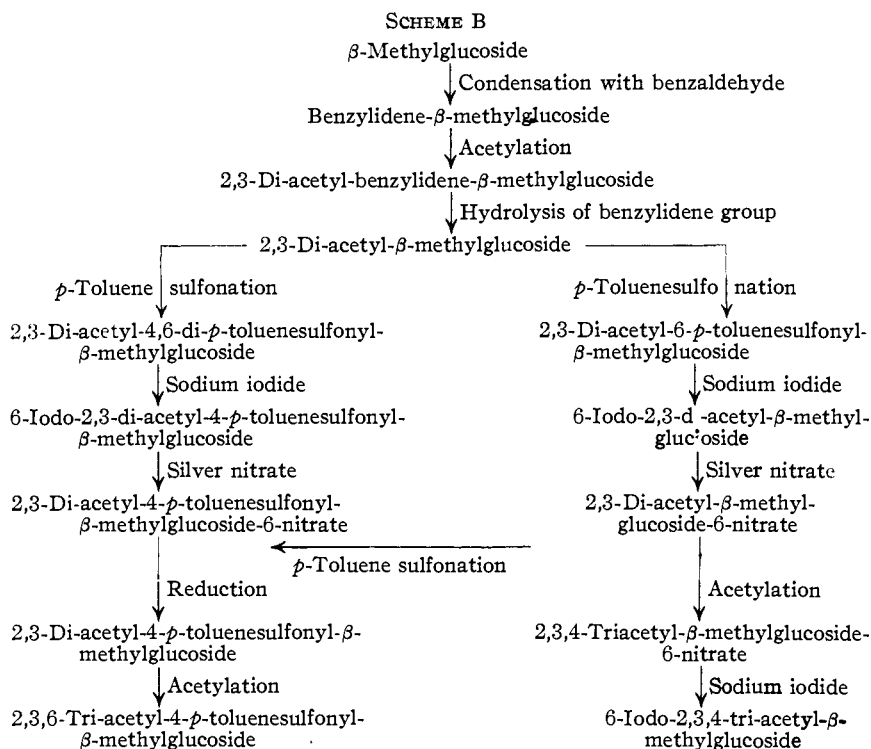 SCHEME B
β-Methylglucoside
Condensation with benzaldehyde
Benzylidene-β-methylglucoside
Acetylation
2,3-Di-acetyl-benzylidene-β-methylglucoside
Hydrolysis of benzylidene group
2,3-Di-acetyl-β-methylglucoside
p-Toluene sulfonation
p-Toluenesulfo nation
2,3-Di-acetyl-4,6-di-p-toluenesulfonyl-
β-methylglucoside
2,3-Di-acetyl-6-p-toluenesulfonyl-
β-methylglucoside
Sodium iodide
Sodium iodide
6-Iodo-2,3-di-acetyl-4-p-toluenesulfonyl-
β-methylglucoside
6-Iodo-2,3-d -acetyl-β-methyl-
glucoside
Silver nitrate
Silver nitrate
2,3-Di-acetyl-4-p-toluenesulfonyl-
β-methylglucoside-6-nitrate
2,3-Di-acetyl-β-methyl-
glucoside-6-nitrate
p-Toluene sulfonation
Reduction
Acetylation
2,3-Di-acetyl-4-p-toluenesulfonyl-β-
methylglucoside
2,3,4-Triacetyl-β-methylglucoside-
6-nitrate
Acetylation
Sodium iodide
2,3,6-Tri-acetyl-4-p-toluenesulfonyl-
β-methylglucoside
6-Iodo-2,3,4-tri-acetyl-β-
methylglucoside